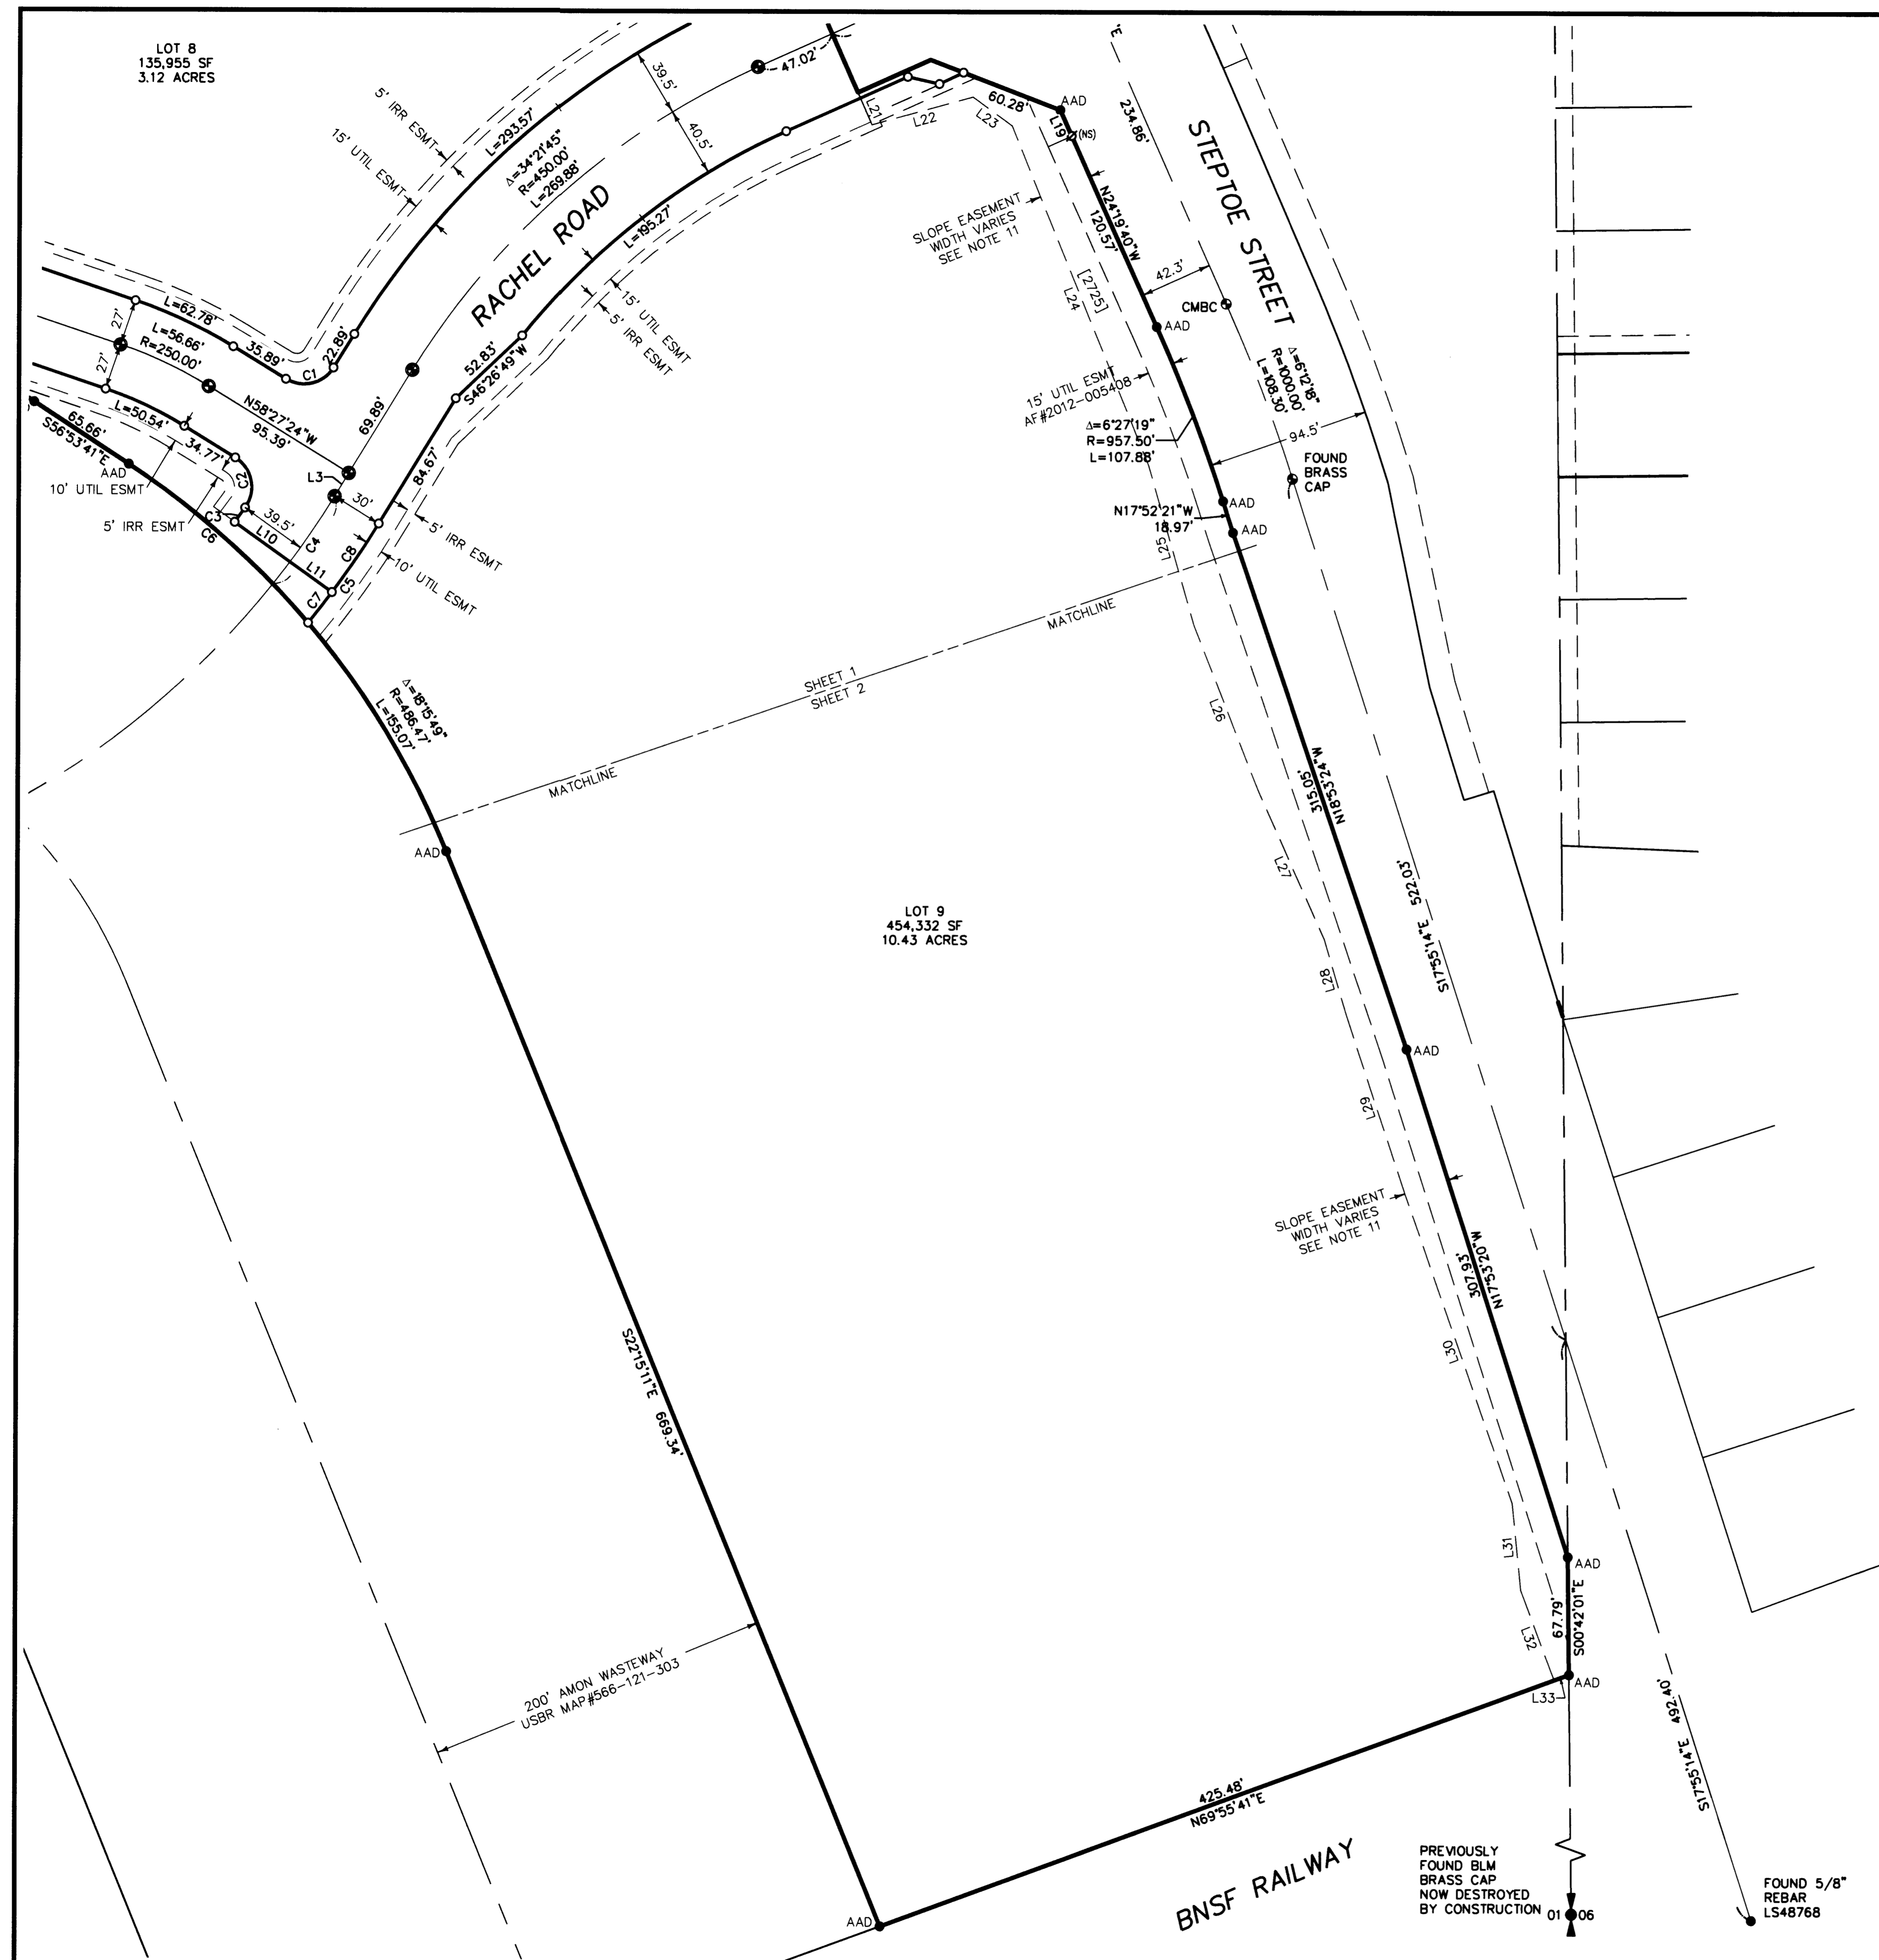 LOT 8
135,955 SF
3.12 ACRES
5' IRR ESMT
15' UTIL ESMT
L=293.57'
39.5'
47.02'
Δ=34°21'45"
R=450.00'
L=269.88'
40.5'
RACHEL ROAD
L=195.27'
L21
L22
L23
60.28'
AAD
L19
(NS)
234.86'
STEPTOE STREET
SLOPE EASEMENT
WIDTH VARIES
SEE NOTE 11
N24°19'40"W
120.57'
42.3'
CMBC
[2725]
L24
AAD
Δ=6°12'18"
R=1000.00'
L=108.30'
15' UTIL ESMT
AF#2012-005408
Δ=6°27'19"
R=957.50'
L=107.88'
94.5'
FOUND
BRASS
CAP
AAD
N17°52'21"W
18.97'
AAD
L25
15' UTIL ESMT
5' IRR ESMT
L=62.78'
27'
L=56.66'
R=250.00'
35.89'
22.89'
C1
27'
52.83'
S46°26'49"W
L=50.54'
N58°27'24"W
95.39'
69.89'
65.66'
S56°53'41"E
34.77'
AAD
10' UTIL ESMT
L3
84.67'
C2
30'
5' IRR ESMT
C3
39.5'
C6
L10
C4
C8
5' IRR ESMT
L11
C5
10' UTIL ESMT
C7
MATCHLINE
SHEET 1
SHEET 2
L26
Δ=18°15'49"
R=486.47'
L=155.07'
MATCHLINE
AAD
315.05'
N18°53'24"W
L27
S17°55'14"E 522.03'
LOT 9
454,332 SF
10.43 ACRES
L28
AAD
L29
SLOPE EASEMENT
WIDTH VARIES
SEE NOTE 11
307.93'
N17°53'20"W
L30
S22°15'11"E 669.34'
L31
AAD
67.79'
S00°42'01"E
L32
200' AMON WASTEWAY
USBR MAP#566-121-303
AAD
L33
S17°55'14"E 492.40'
425.48'
N69°55'41"E
BNSF RAILWAY
AAD
PREVIOUSLY
FOUND BLM
BRASS CAP
NOW DESTROYED
BY CONSTRUCTION
01 06
FOUND 5/8"
REBAR
LS48768